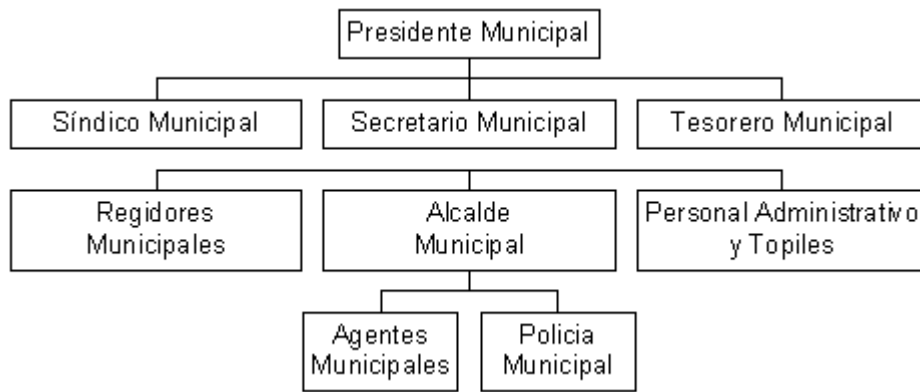 Presidente Municipal
Síndico Municipal
Secretario Municipal
Tesorero Municipal
Regidores
Municipales
Alcalde
Municipal
Personal Administrativo
y Topiles
Agentes
Municipales
Policia
Municipal